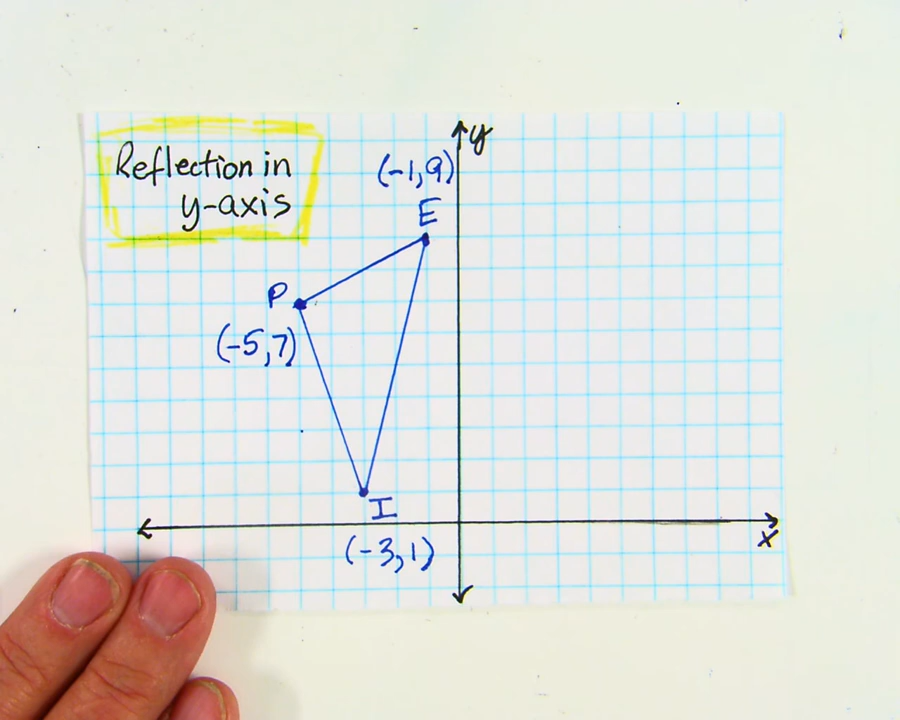 Reflection in
y-axis
y
(-1,9)
E
P
(-5,7)
I
(-3,1)
x